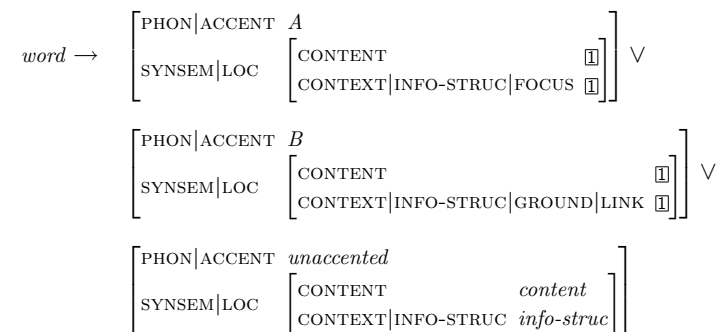 PHON|ACCENT A
word → SYNSEM|LOC CONTENT 1 ∨
CONTEXT|INFO-STRUC|FOCUS 1
PHON|ACCENT B
SYNSEM|LOC CONTENT 1 ∨
CONTEXT|INFO-STRUC|GROUND|LINK 1
PHON|ACCENT unaccented
SYNSEM|LOC CONTENT content
CONTEXT|INFO-STRUC info-struc